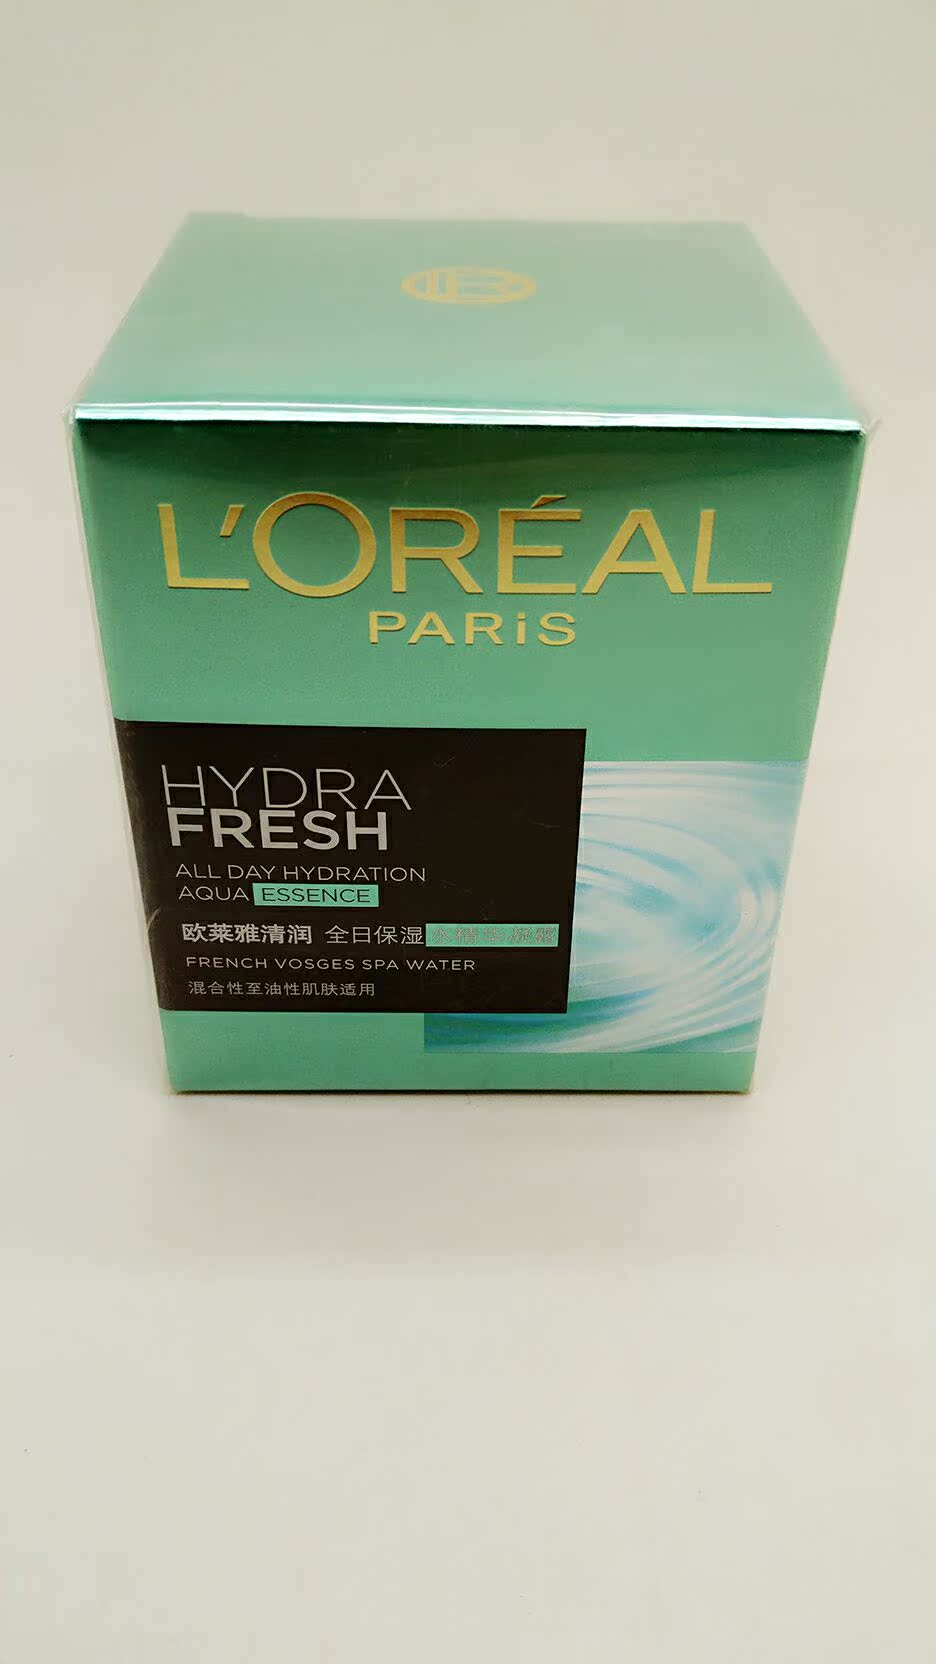 L'ORÉAL
PARiS
HYDRA
FRESH
ALL DAY HYDRATION
AQUA ESSENCE
欧莱雅清润 全日保湿水精华凝露
FRENCH VOSGES SPA WATER
混合性至油性肌肤适用